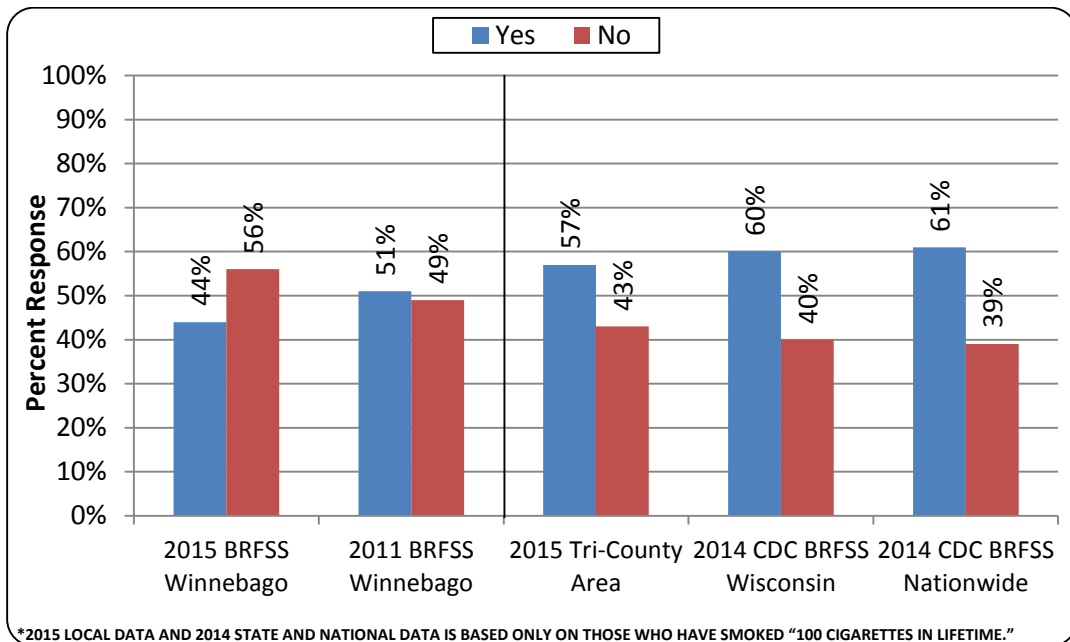 Yes No
Percent Response
100%
90%
80%
70%
60%
50%
40%
30%
20%
10%
0%
44% 56% 51% 49% 57% 43% 60% 40% 61% 39%
2015 BRFSS 2011 BRFSS 2015 Tri-County 2014 CDC BRFSS 2014 CDC BRFSS
Winnebago Winnebago Area Wisconsin Nationwide
*2015 LOCAL DATA AND 2014 STATE AND NATIONAL DATA IS BASED ONLY ON THOSE WHO HAVE SMOKED “100 CIGARETTES IN LIFETIME.”